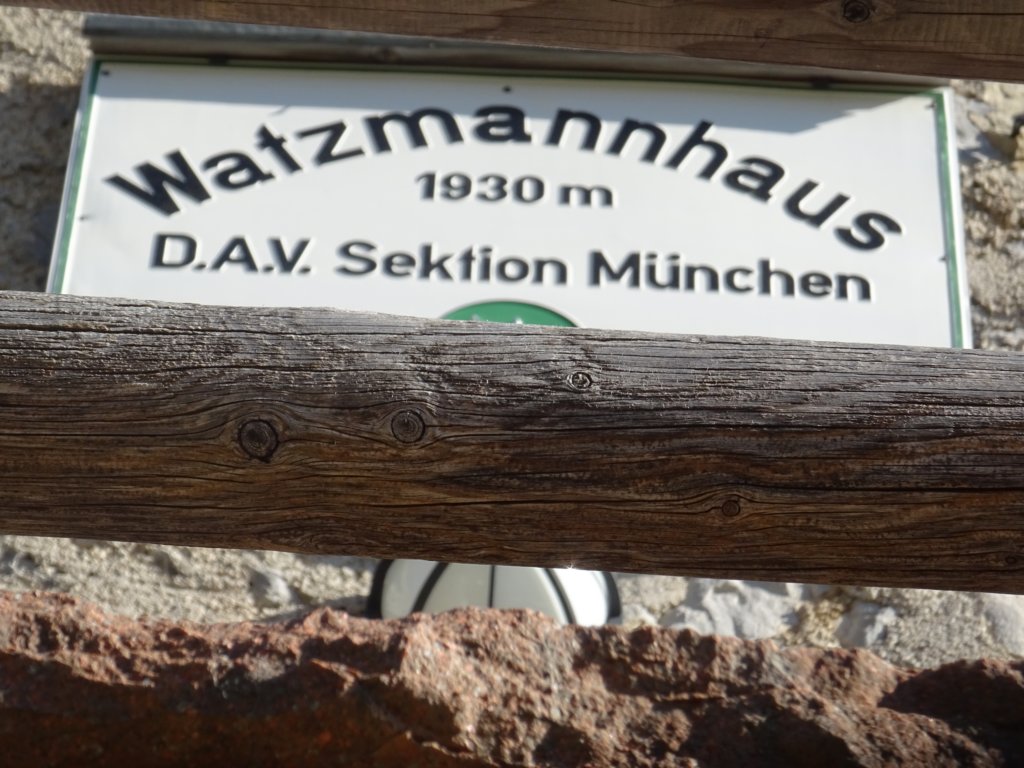 Watzmannhaus
1930 m
D.A.V. Sektion München